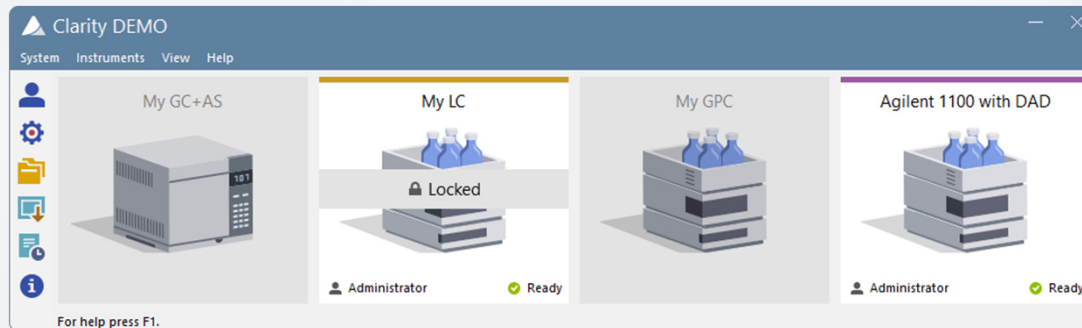 Clarity DEMO
System Instruments View Help
My GC+AS
My LC
My GPC
Agilent 1100 with DAD
101
Locked
Administrator
Ready
Administrator
Ready
For help press F1.